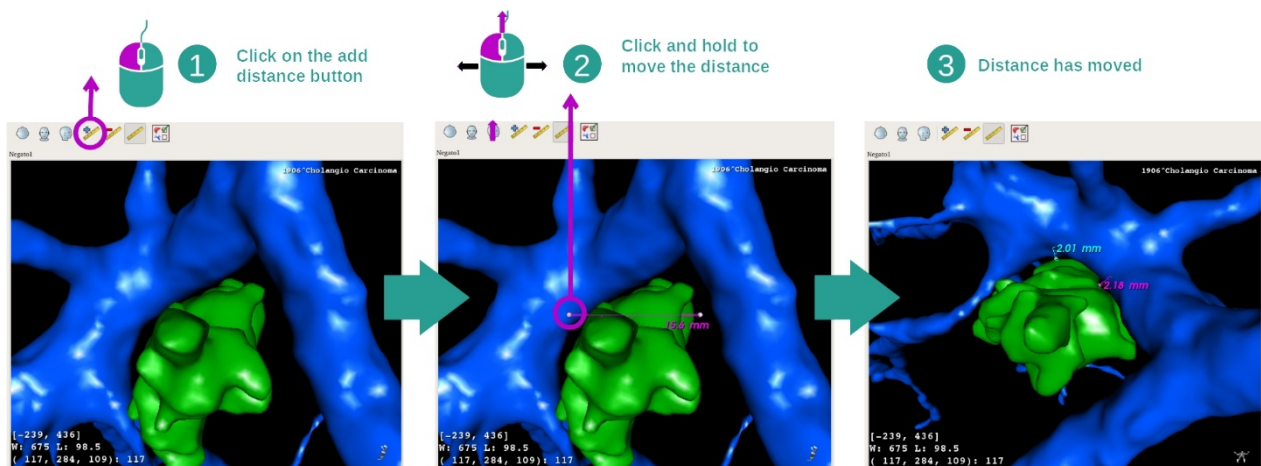 1
Click on the add
distance button
2
Click and hold to
move the distance
3
Distance has moved
Negato1
1906^Cholangio Carcinoma
[-239, 436]
W: 675 L: 98.5
( 117, 284, 109): 117
Negato1
1906^Cholangio Carcinoma
15.6 mm
[-239, 436]
W: 675 L: 98.5
( 117, 284, 109): 117
Negato1
1906^Cholangio Carcinoma
2.01 mm
2.18 mm
[-239, 436]
W: 675 L: 98.5
( 117, 284, 109): 117